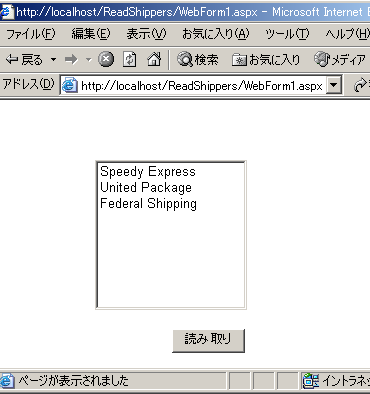 http://localhost/ReadShippers/WebForm1.aspx - Microsoft Internet E
ファイル(F) 編集(E) 表示(V) お気に入り(A) ツール(T) ヘルプ(H)
戻る 検索 お気に入り メディア
アドレス(D) http://localhost/ReadShippers/WebForm1.aspx
Speedy Express
United Package
Federal Shipping
読み取り
ページが表示されました イントラネッ